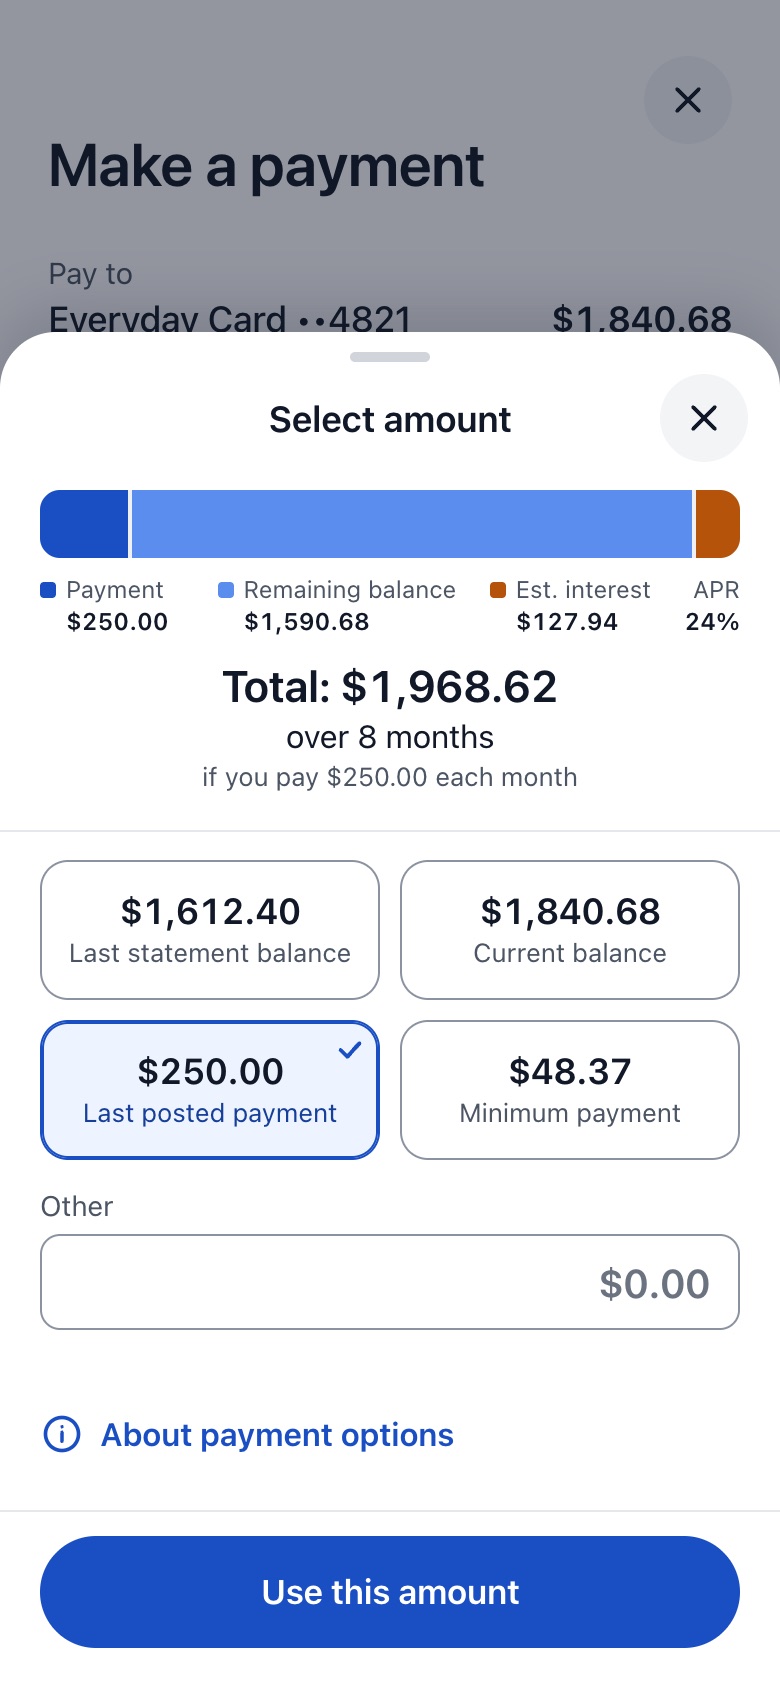 Make a payment
Pay to
Everyday Card ••4821 $1,840.68
Select amount
Payment Remaining balance Est. interest APR
$250.00 $1,590.68 $127.94 24%
Total: $1,968.62
over 8 months
if you pay $250.00 each month
$1,612.40 $1,840.68
Last statement balance Current balance
$250.00 $48.37
Last posted payment Minimum payment
Other
$0.00
About payment options
Use this amount